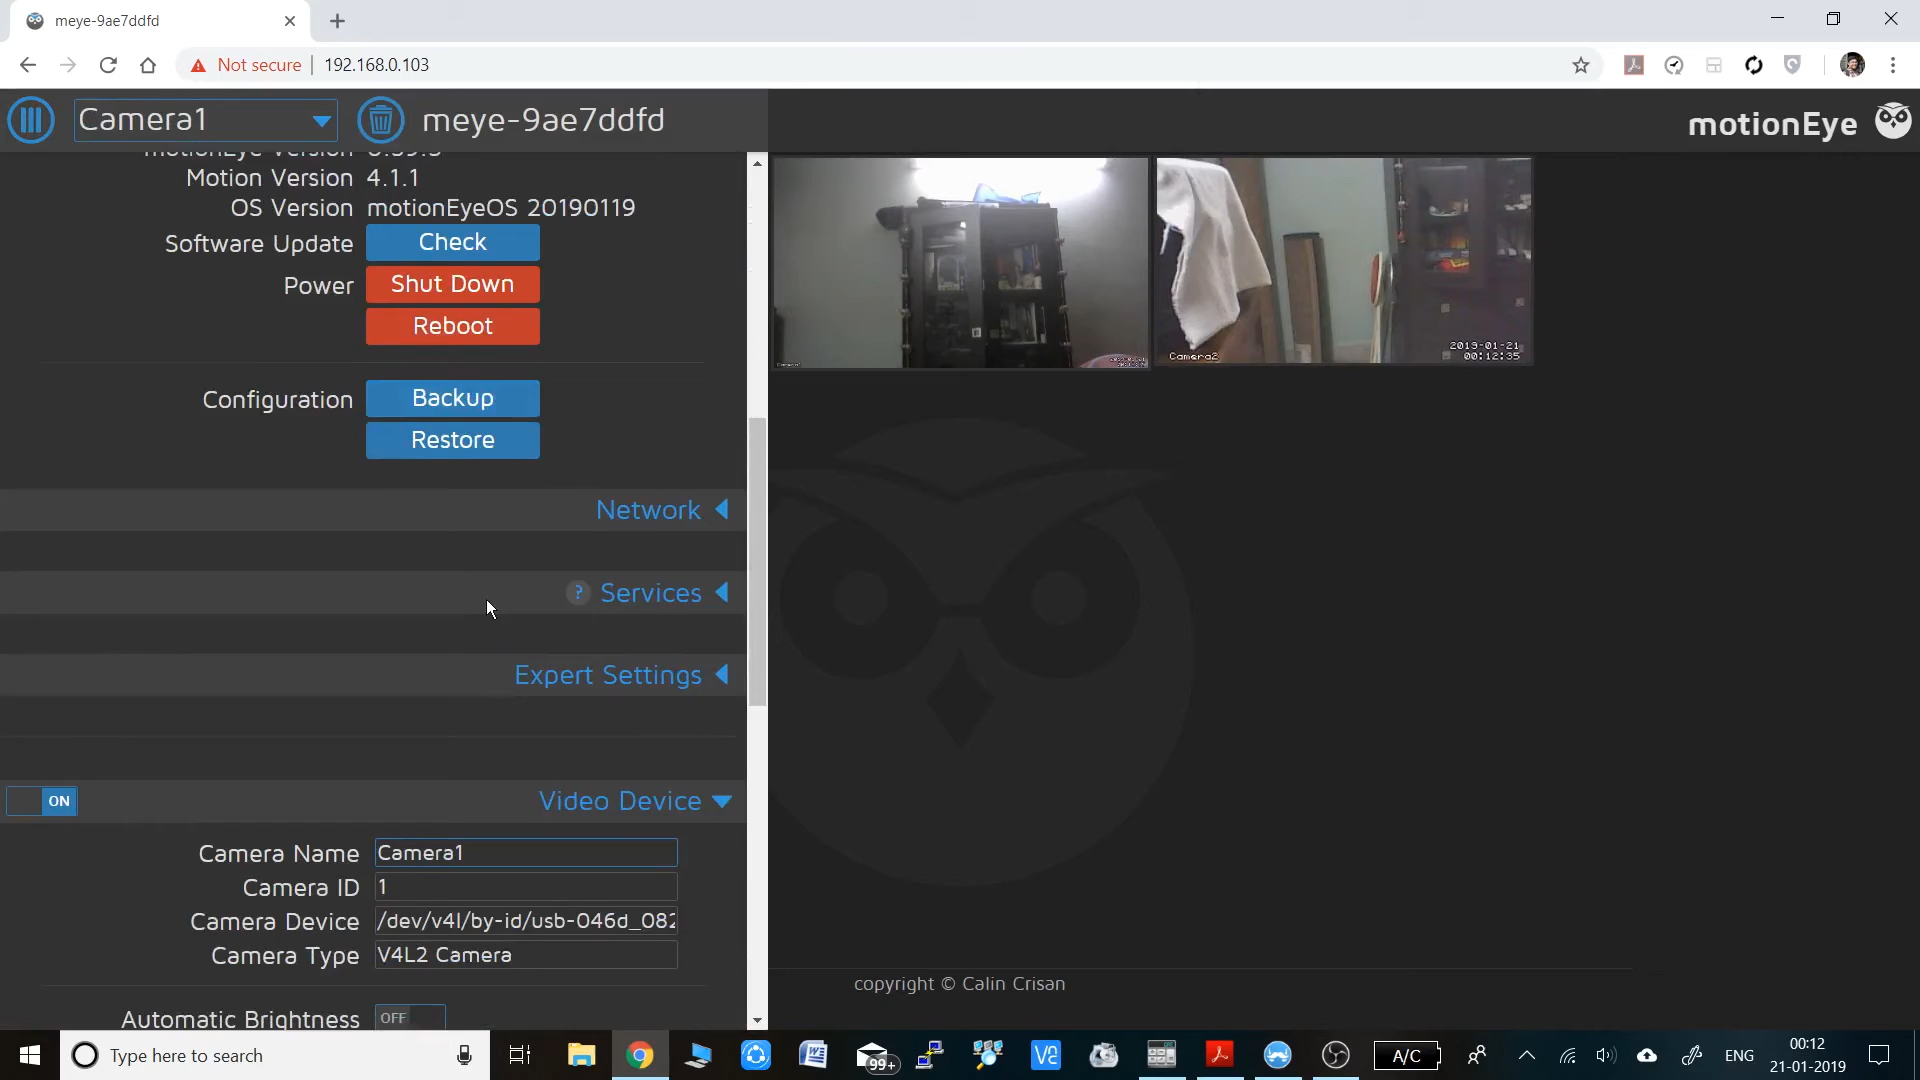 meye-9ae7ddfd
Not secure
192.168.0.103
Camera1
meye-9ae7ddfd
motionEye
motionEye Version
Motion Version 4.1.1
OS Version motionEyeOS 20190119
Software Update Check
Power Shut Down
Reboot
Configuration Backup
Restore
Network
? Services
Expert Settings
ON Video Device
Camera Name Camera1
Camera ID 1
Camera Device /dev/v4l/by-id/usb-046d_082
Camera Type V4L2 Camera
Automatic Brightness OFF
Camera2
2019-01-21
00:12:35
copyright © Calin Crisan
Type here to search
99+
A/C
ENG
00:12
21-01-2019